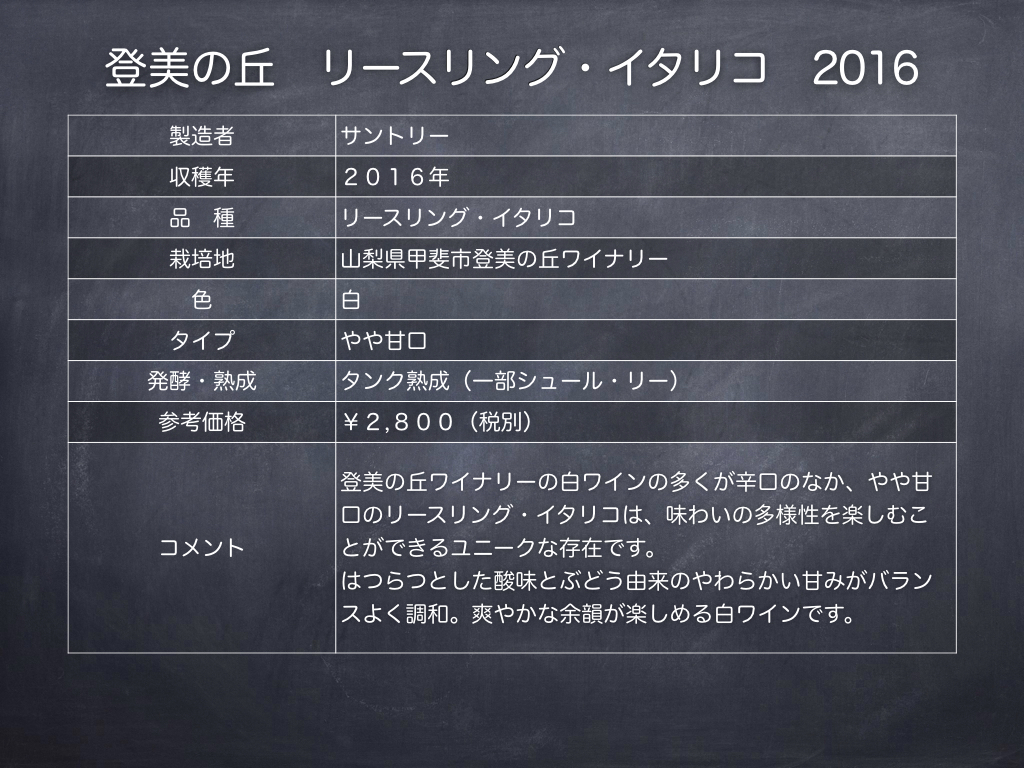 登美の丘　リースリング・イタリコ　2016
製造者 サントリー
収穫年 ２０１６年
品　種 リースリング・イタリコ
栽培地 山梨県甲斐市登美の丘ワイナリー
色 白
タイプ やや甘口
発酵・熟成 タンク熟成（一部シュール・リー）
参考価格 ￥２,８００（税別）
コメント
登美の丘ワイナリーの白ワインの多くが辛口のなか、やや甘
口のリースリング・イタリコは、味わいの多様性を楽しむこ
とができるユニークな存在です。
はつらつとした酸味とぶどう由来のやわらかい甘みがバラン
スよく調和。爽やかな余韻が楽しめる白ワインです。